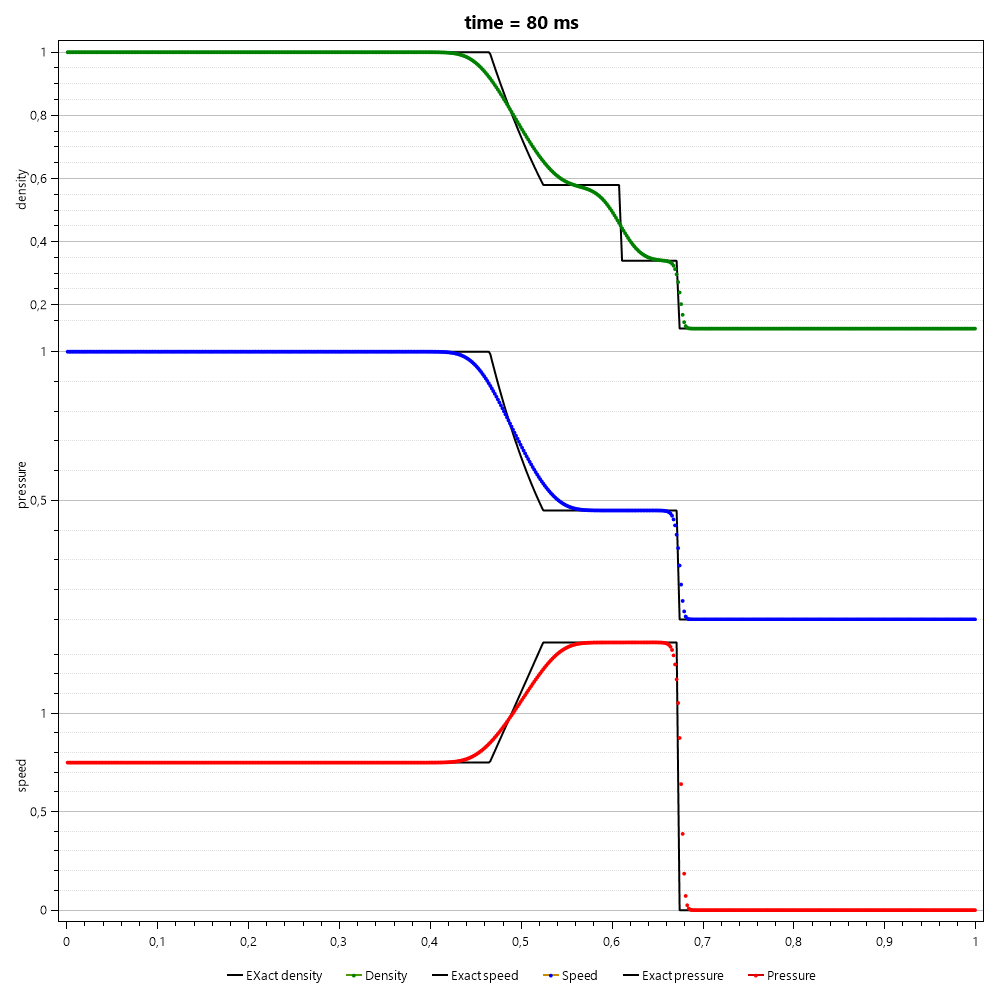 time = 80 ms
1
0,8
0,6
0,4
0,2
density
1
0,5
pressure
1
0,5
0
speed
0 0,1 0,2 0,3 0,4 0,5 0,6 0,7 0,8 0,9 1
EXact density Density Exact speed Speed Exact pressure Pressure